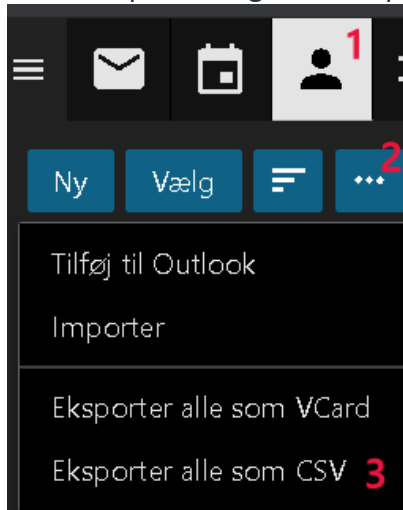 1
2
Ny Vælg
Tilføj til Outlook
Importer
Eksporter alle som VCard
Eksporter alle som CSV 3